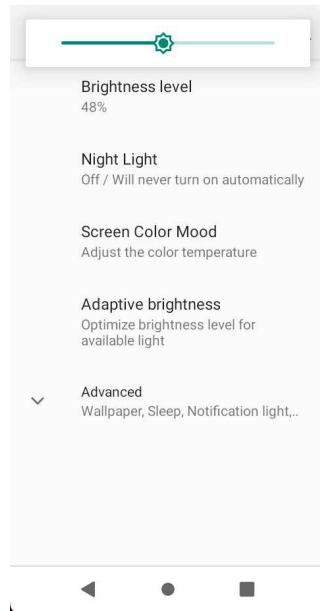 Brightness level
48%
Night Light
Off / Will never turn on automatically
Screen Color Mood
Adjust the color temperature
Adaptive brightness
Optimize brightness level for
available light
Advanced
Wallpaper, Sleep, Notification light,..